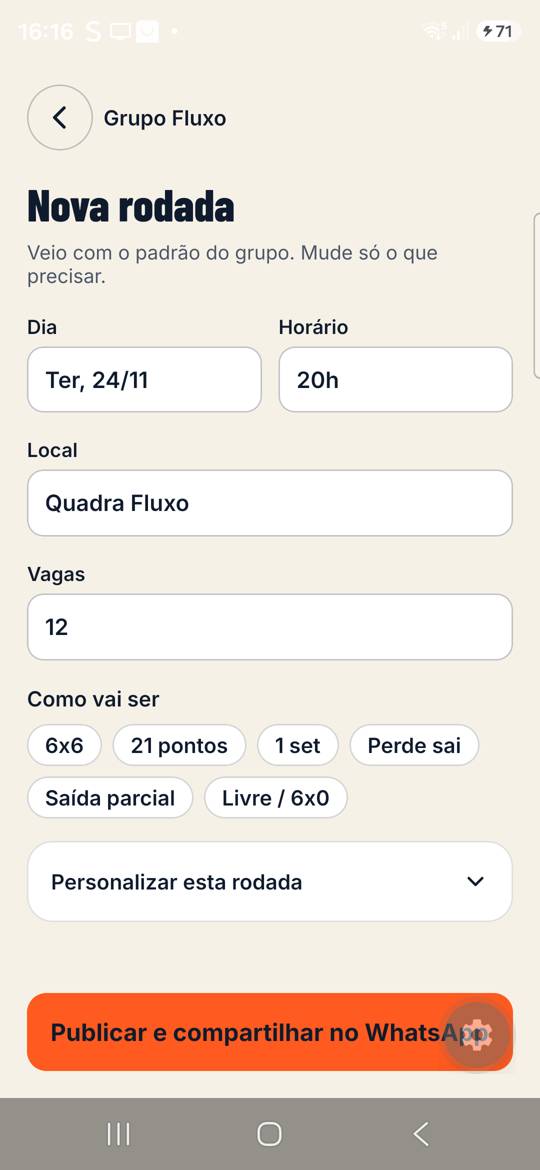 16:16 S 71
Grupo Fluxo
Nova rodada
Veio com o padrão do grupo. Mude só o que
precisar.
Dia Horário
Ter, 24/11 20h
Local
Quadra Fluxo
Vagas
12
Como vai ser
6x6 21 pontos 1 set Perde sai
Saída parcial Livre / 6x0
Personalizar esta rodada
Publicar e compartilhar no WhatsApp